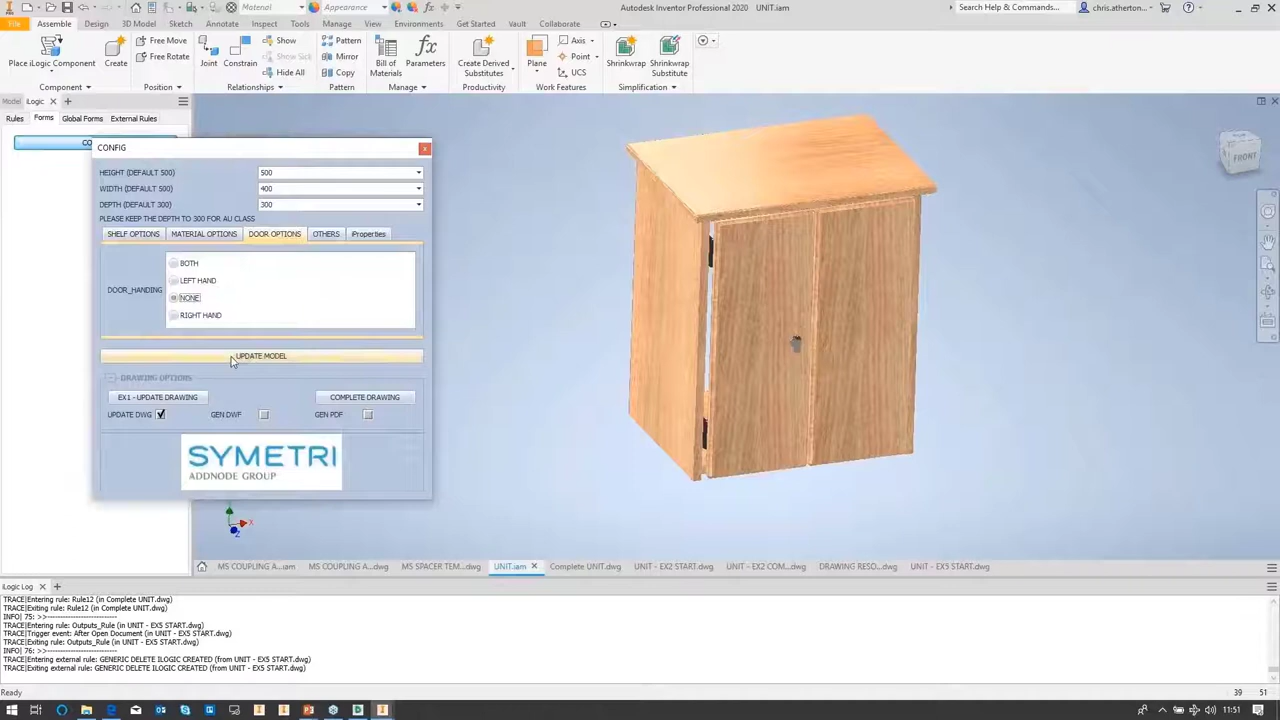 Material
Appearance
Autodesk Inventor Professional 2020 UNIT.iam
Search Help & Commands...
chris.atherton...
File Assemble Design 3D Model Sketch Annotate Inspect Tools Manage View Environments Get Started Vault Collaborate
Place iLogic Component
Create
Free Move
Free Rotate
Joint
Constrain
Show
Show Sick
Hide All
Pattern
Mirror
Copy
Bill of Materials
fx
Parameters
Create Derived Substitutes
Plane
Axis
Point
UCS
Shrinkwrap
Shrinkwrap Substitute
Component Position Relationships Pattern Manage Productivity Work Features Simplification
Model iLogic
Rules Forms Global Forms External Rules
CO
CONFIG
HEIGHT (DEFAULT 500) 500
WIDTH (DEFAULT 500) 400
DEPTH (DEFAULT 300) 300
PLEASE KEEP THE DEPTH TO 300 FOR AU CLASS
SHELF OPTIONS MATERIAL OPTIONS DOOR OPTIONS OTHERS iProperties
DOOR_HANDING
BOTH
LEFT HAND
NONE
RIGHT HAND
UPDATE MODEL
DRAWING OPTIONS
EX1 - UPDATE DRAWING COMPLETE DRAWING
UPDATE DWG GEN DWF GEN PDF
SYMETRI
ADDNODE GROUP
FRONT
X
Z
MS COUPLING A...iam MS COUPLING A...dwg MS SPACER TEM...dwg UNIT.iam Complete UNIT.dwg UNIT - EX2 START.dwg UNIT - EX2 COM...dwg DRAWING RESO...dwg UNIT - EX5 START.dwg
iLogic Log
TRACE|Entering rule: Rule12 (in Complete UNIT.dwg)
TRACE|Exiting rule: Rule12 (in Complete UNIT.dwg)
INFO| 75: >>---------------------------
TRACE|Entering rule: Outputs_Rule (in UNIT - EX5 START.dwg)
TRACE|Trigger event: After Open Document (in UNIT - EX5 START.dwg)
TRACE|Exiting rule: Outputs_Rule (in UNIT - EX5 START.dwg)
INFO| 76: >>---------------------------
TRACE|Entering external rule: GENERIC DELETE ILOGIC CREATED (from UNIT - EX5 START.dwg)
TRACE|Exiting external rule: GENERIC DELETE ILOGIC CREATED (from UNIT - EX5 START.dwg)
Ready
39 51
11:51